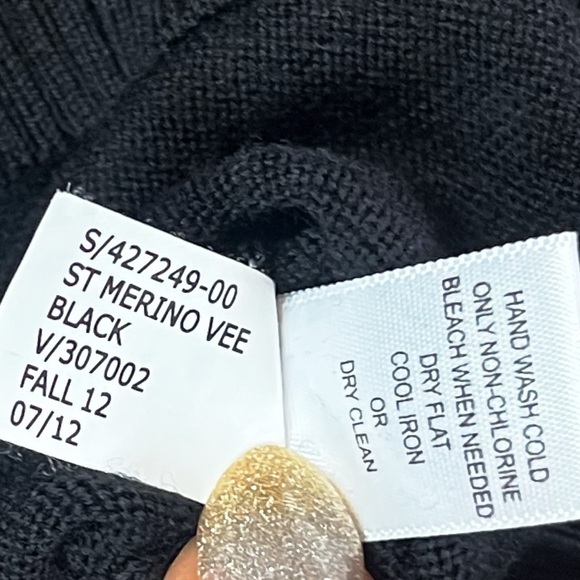 S/427249-00
ST MERINO VEE
BLACK
V/307002
FALL 12
07/12
HAND WASH COLD
ONLY NON-CHLORINE
BLEACH WHEN NEEDED
DRY FLAT
COOL IRON
OR
DRY CLEAN